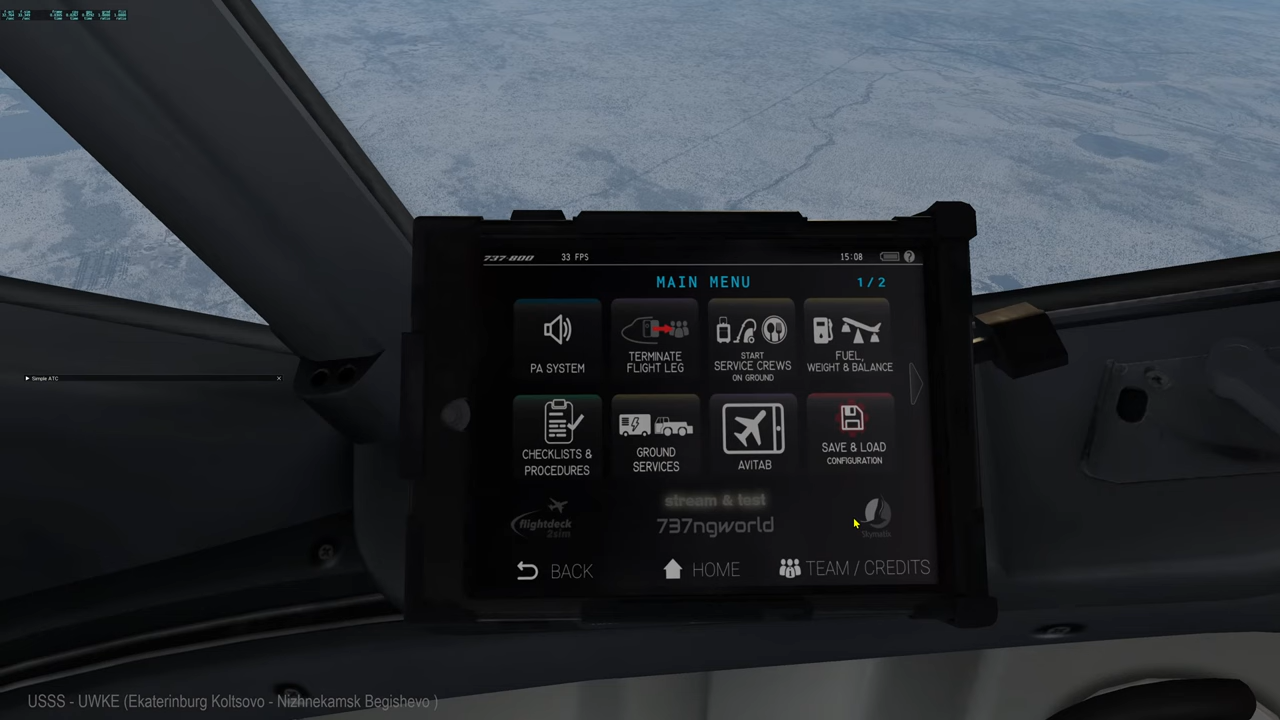 737-800 33 FPS 15:08 ?
MAIN MENU 1/2
PA SYSTEM
TERMINATE
FLIGHT LEG
START
SERVICE CREWS
ON GROUND
FUEL,
WEIGHT & BALANCE
CHECKLISTS &
PROCEDURES
GROUND
SERVICES
AVITAB
SAVE & LOAD
CONFIGURATION
flightdeck
2sim
stream & test
737ngworld
Skymatix
BACK HOME TEAM / CREDITS
Simple ATC
USSS - UWKE (Ekaterinburg Koltsovo - Nizhnekamsk Begishevo )